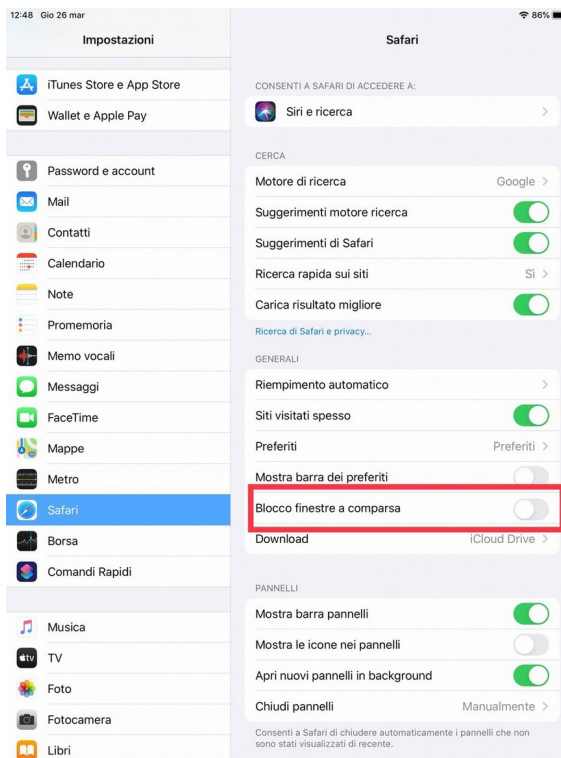 12:48 Gio 26 mar
86%
Impostazioni
iTunes Store e App Store
Wallet e Apple Pay
Password e account
Mail
Contatti
Calendario
Note
Promemoria
Memo vocali
Messaggi
FaceTime
Mappe
Metro
Safari
Borsa
Comandi Rapidi
Musica
tv
TV
Foto
Fotocamera
Libri
Safari
CONSENTI A SAFARI DI ACCEDERE A:
Siri e ricerca
CERCA
Motore di ricerca Google
Suggerimenti motore ricerca
Suggerimenti di Safari
Ricerca rapida sui siti Sì
Carica risultato migliore
Ricerca di Safari e privacy...
GENERALI
Riempimento automatico
Siti visitati spesso
Preferiti Preferiti
Mostra barra dei preferiti
Blocco finestre a comparsa
Download iCloud Drive
PANNELLI
Mostra barra pannelli
Mostra le icone nei pannelli
Apri nuovi pannelli in background
Chiudi pannelli Manualmente
Consenti a Safari di chiudere automaticamente i pannelli che non
sono stati visualizzati di recente.